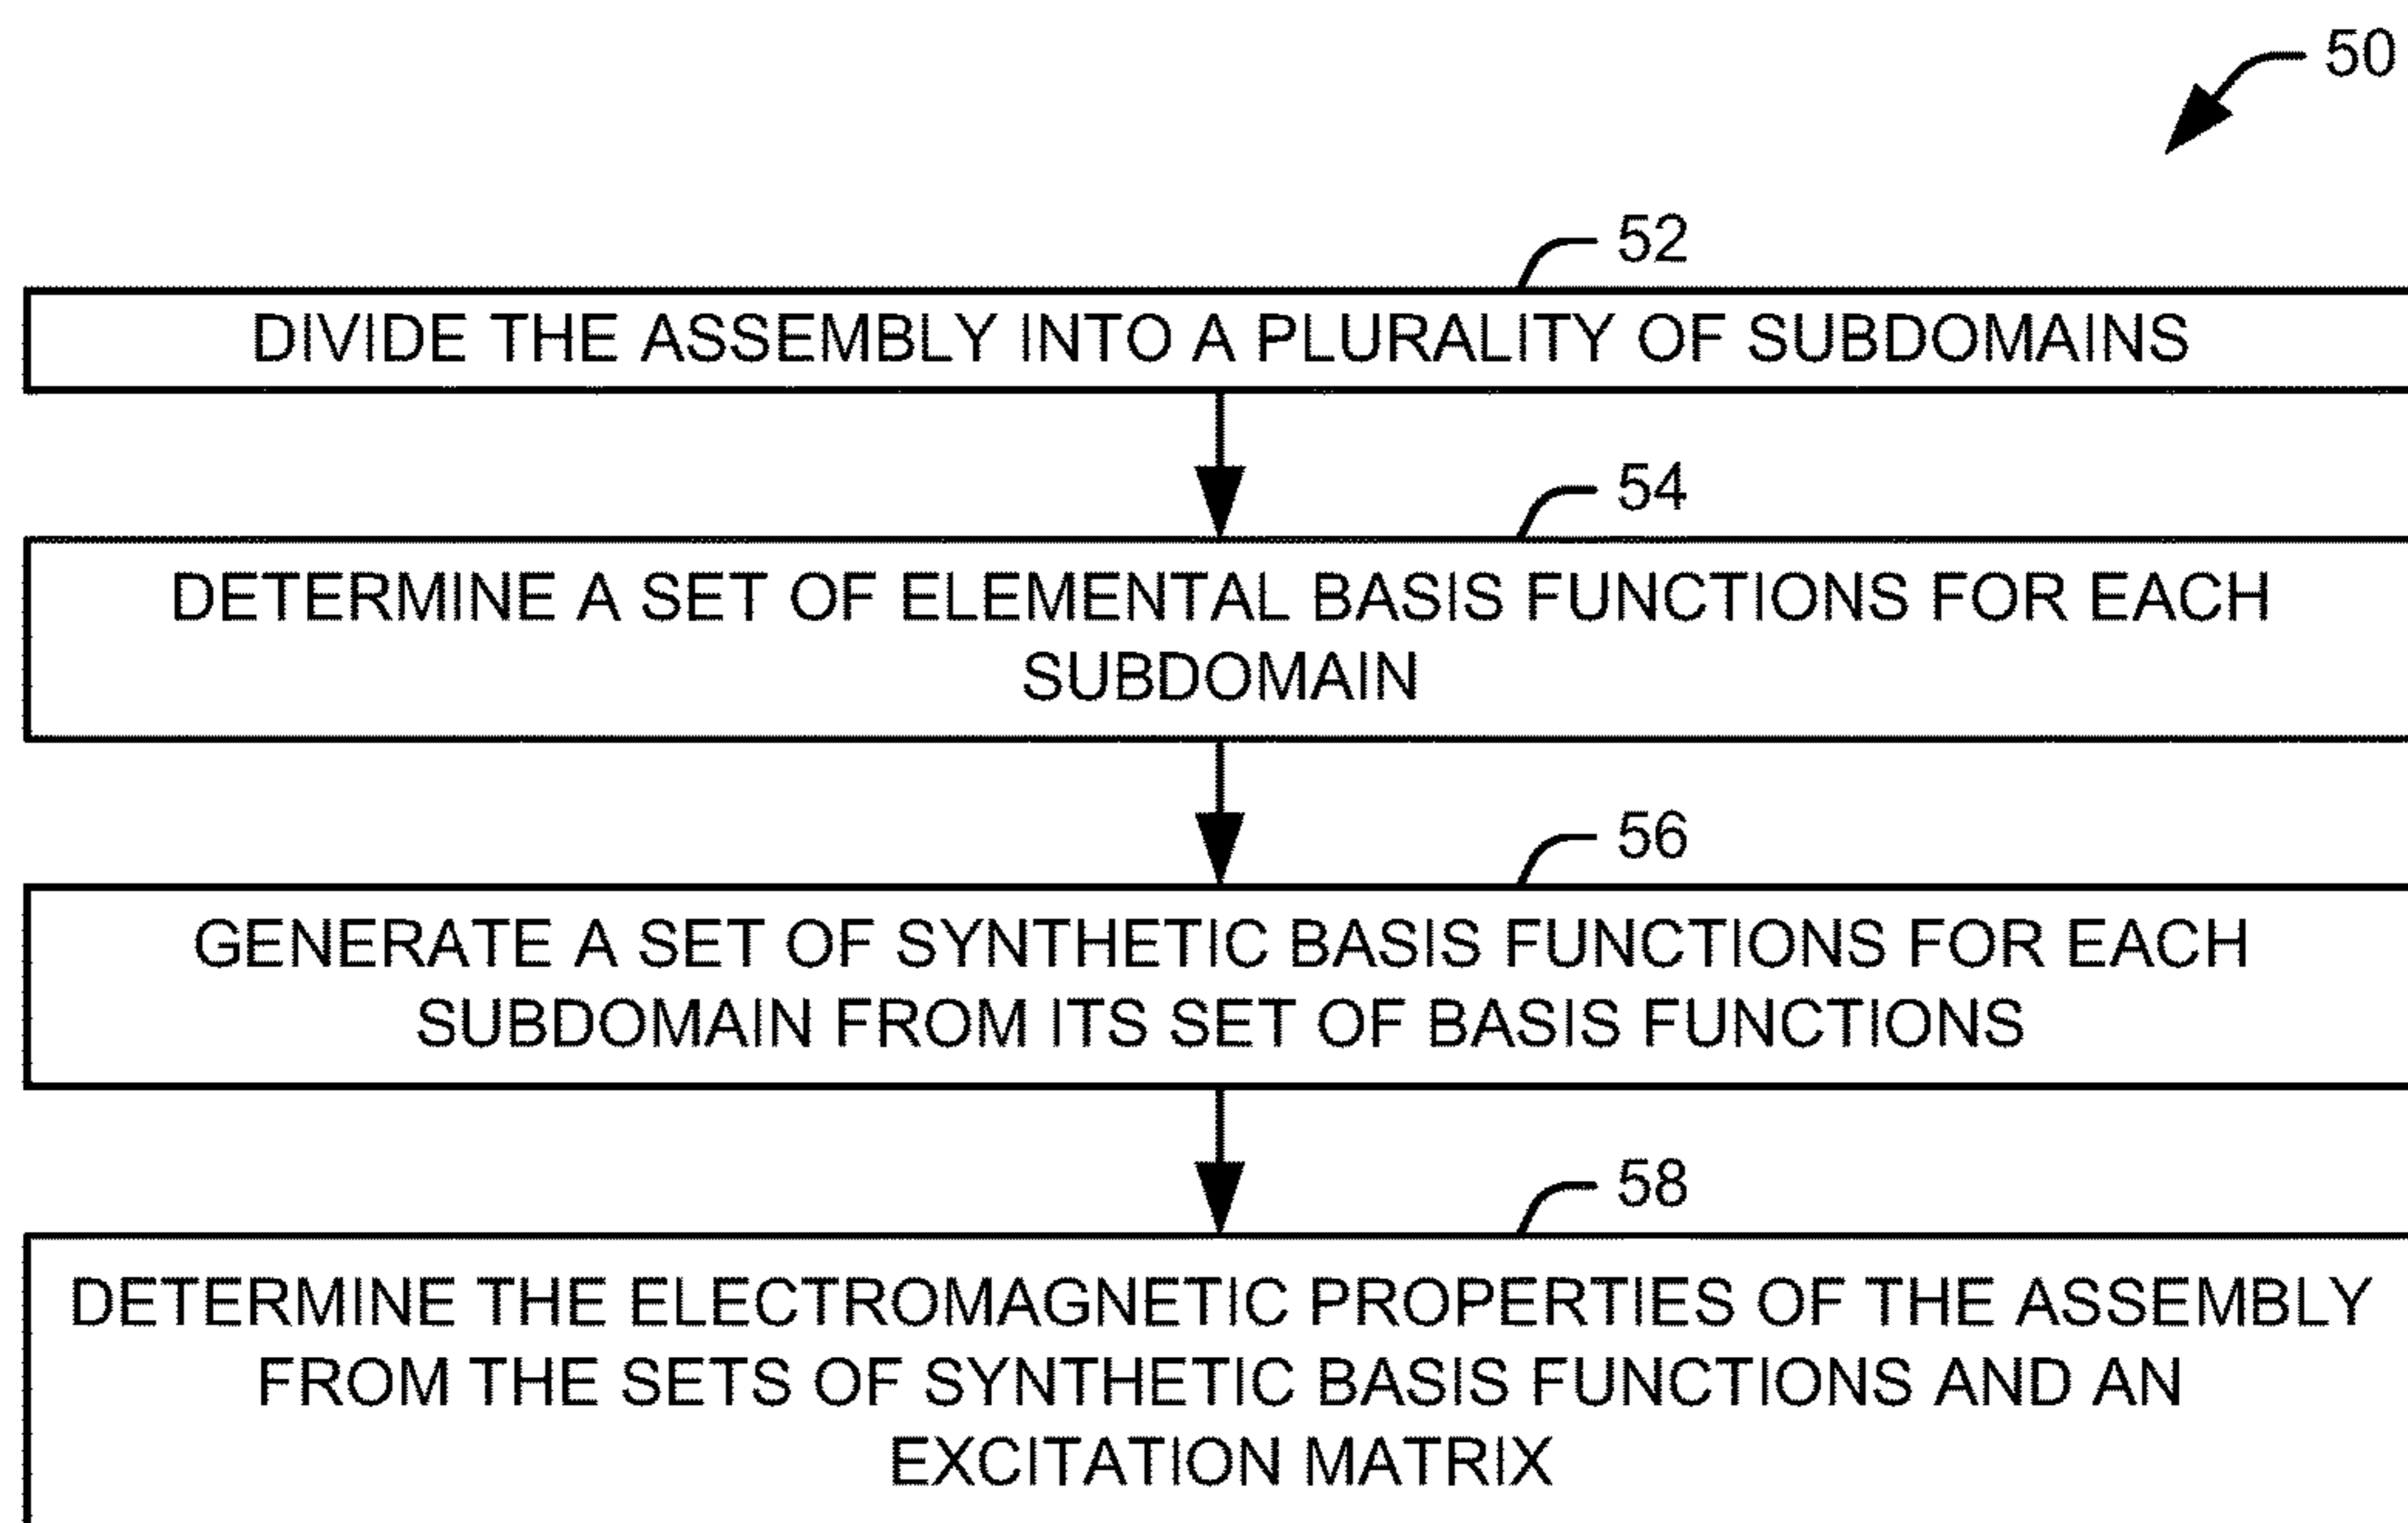 50
52
DIVIDE THE ASSEMBLY INTO A PLURALITY OF SUBDOMAINS
54
DETERMINE A SET OF ELEMENTAL BASIS FUNCTIONS FOR EACH
SUBDOMAIN
56
GENERATE A SET OF SYNTHETIC BASIS FUNCTIONS FOR EACH
SUBDOMAIN FROM ITS SET OF BASIS FUNCTIONS
58
DETERMINE THE ELECTROMAGNETIC PROPERTIES OF THE ASSEMBLY
FROM THE SETS OF SYNTHETIC BASIS FUNCTIONS AND AN
EXCITATION MATRIX